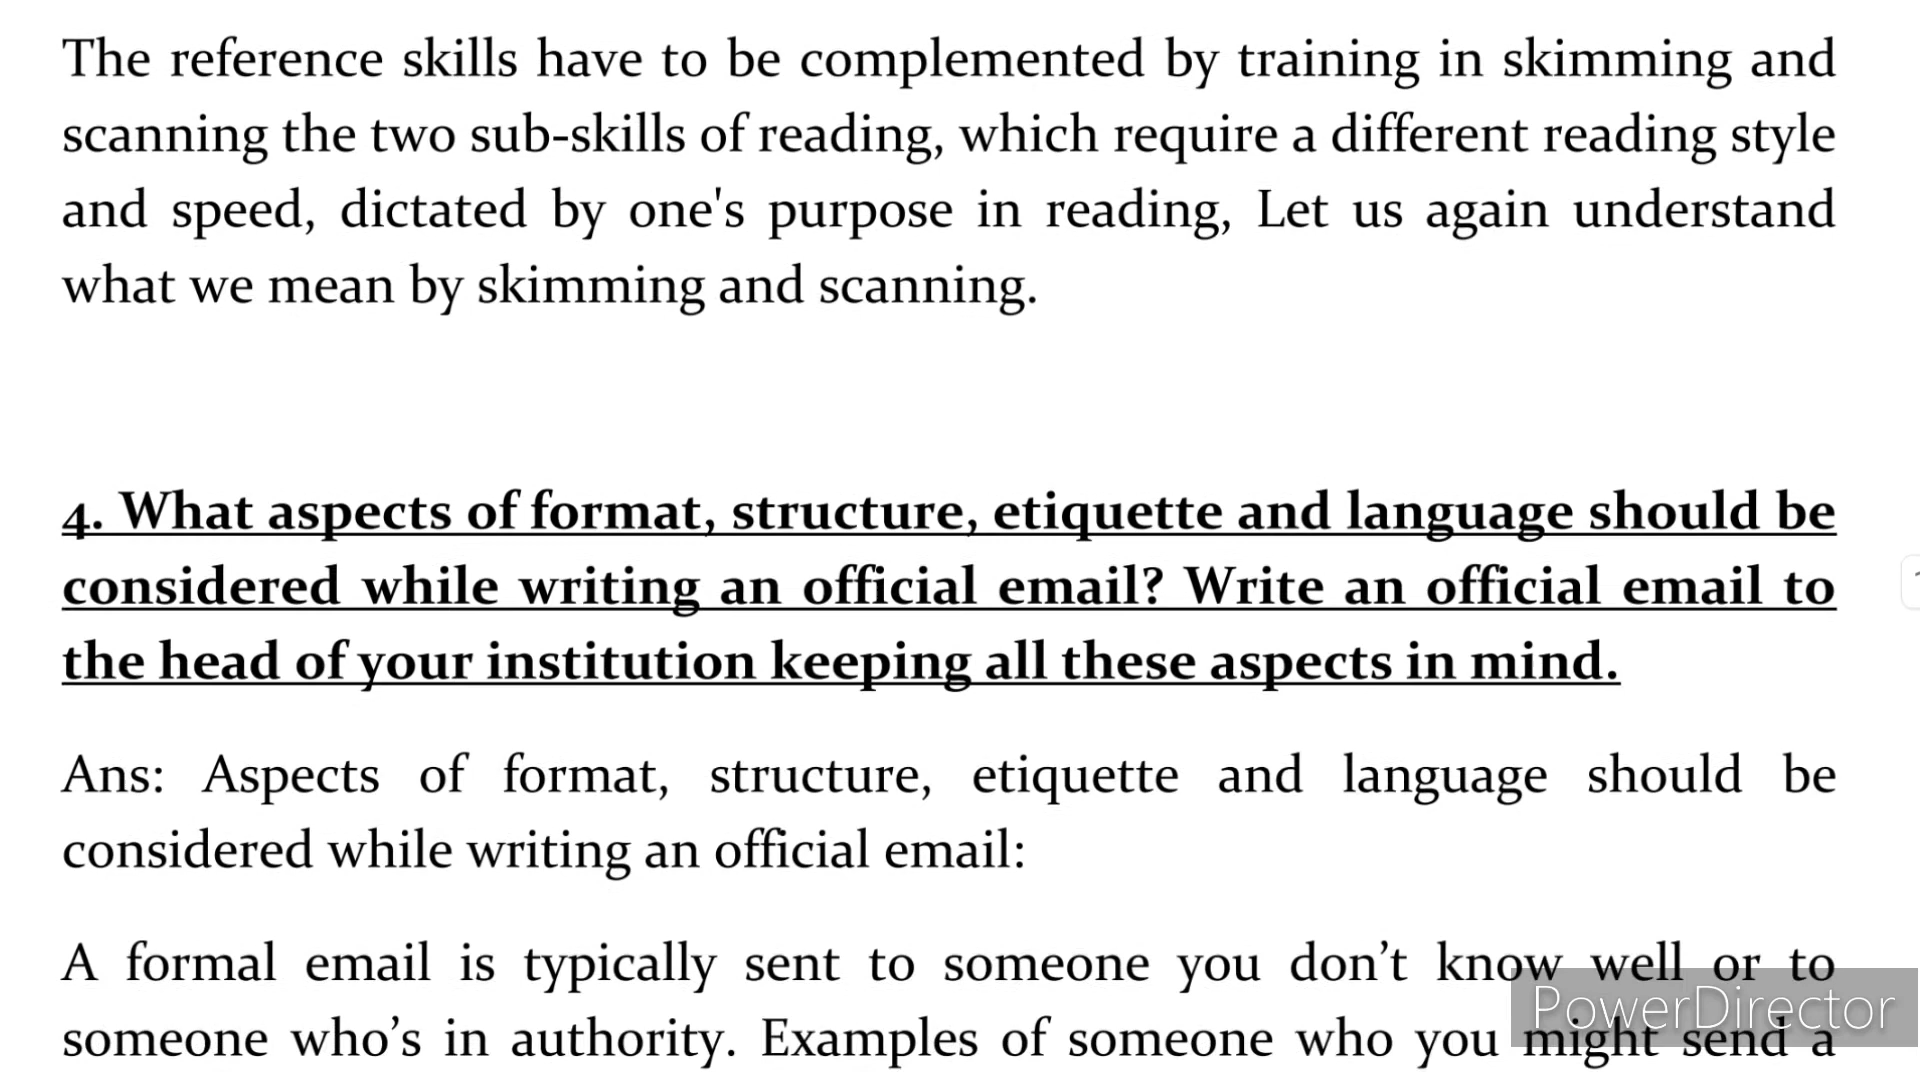 The reference skills have to be complemented by training in skimming and
scanning the two sub-skills of reading, which require a different reading style
and speed, dictated by one's purpose in reading, Let us again understand
what we mean by skimming and scanning.
4. What aspects of format, structure, etiquette and language should be
considered while writing an official email? Write an official email to
the head of your institution keeping all these aspects in mind.
Ans: Aspects of format, structure, etiquette and language should be
considered while writing an official email:
A formal email is typically sent to someone you don’t know well or to
someone who’s in authority. Examples of someone who you might send a
PowerDirector